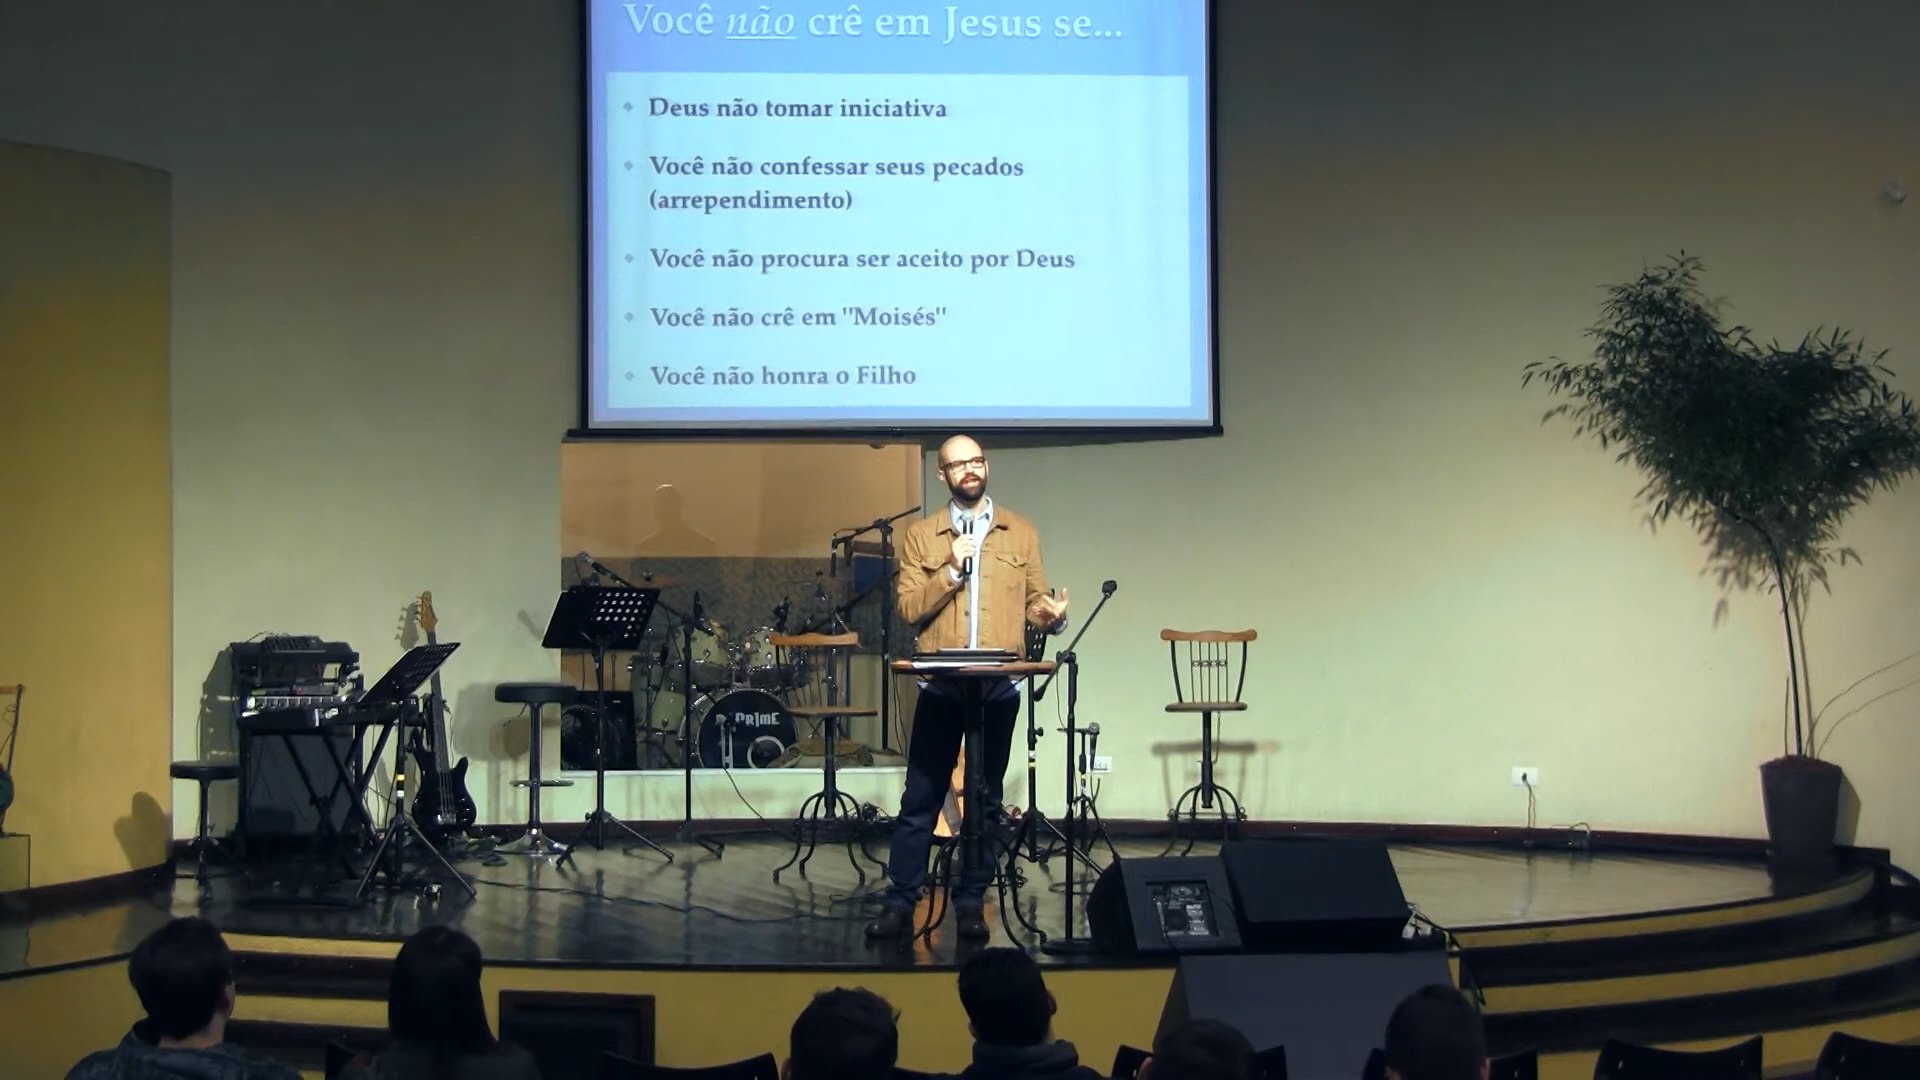 Você não crê em Jesus se...
Deus não tomar iniciativa
Você não confessar seus pecados
(arrependimento)
Você não procura ser aceito por Deus
Você não crê em "Moisés"
Você não honra o Filho